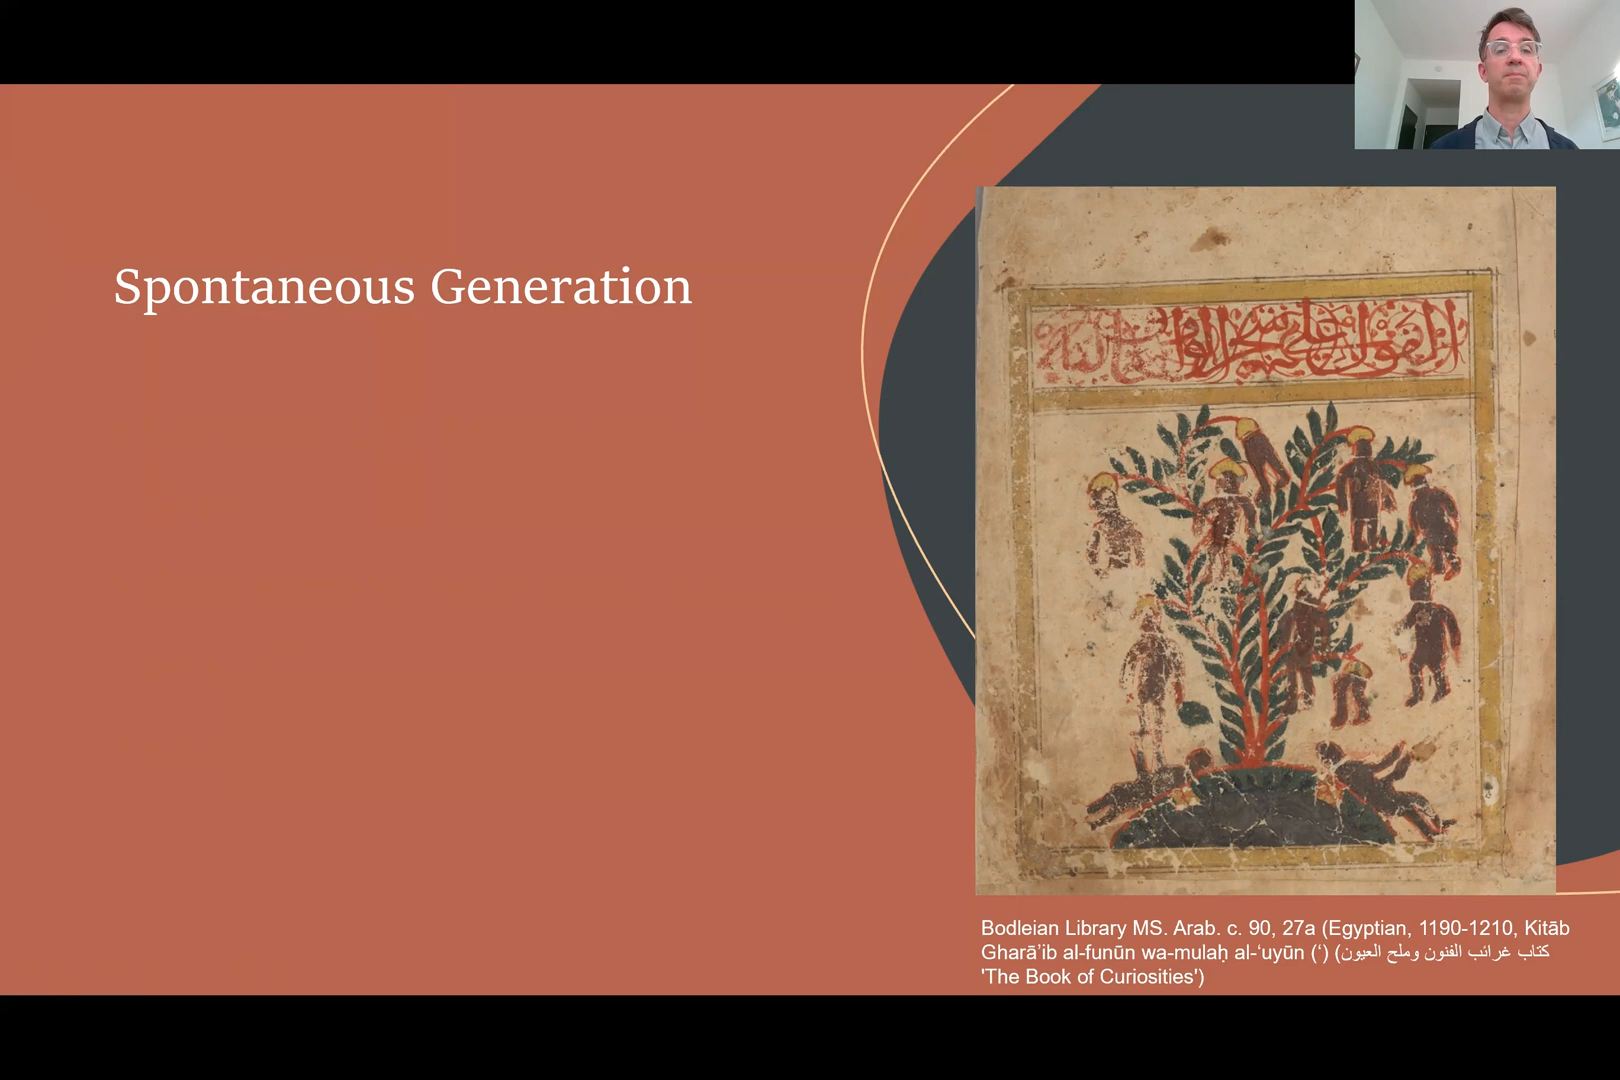 Spontaneous Generation
Bodleian Library MS. Arab. c. 90, 27a (Egyptian, 1190-1210, Kitāb
Gharā’ib al-funūn wa-mulaḥ al-‘uyūn (‘) (كتاب غرائب الفنون وملح العيون
'The Book of Curiosities')